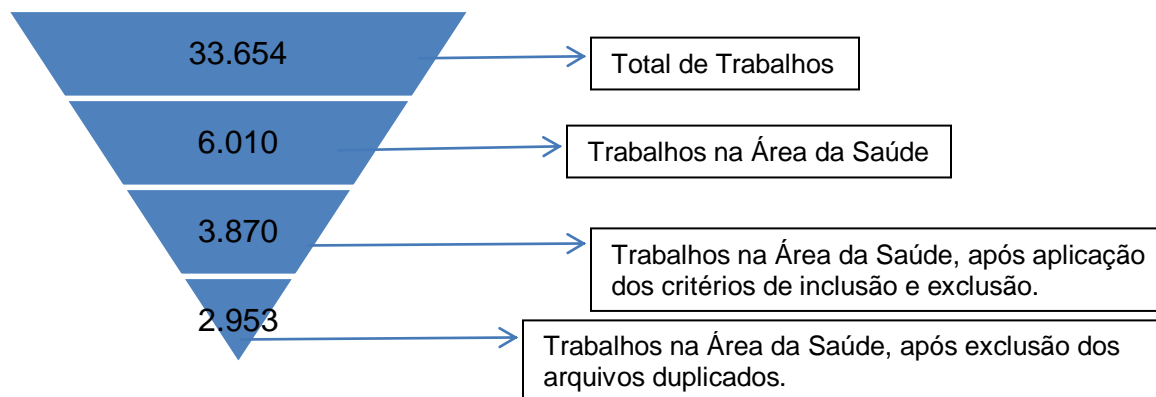 33.654
Total de Trabalhos
6.010
Trabalhos na Área da Saúde
3.870
Trabalhos na Área da Saúde, após aplicação
dos critérios de inclusão e exclusão.
2.953
Trabalhos na Área da Saúde, após exclusão dos
arquivos duplicados.